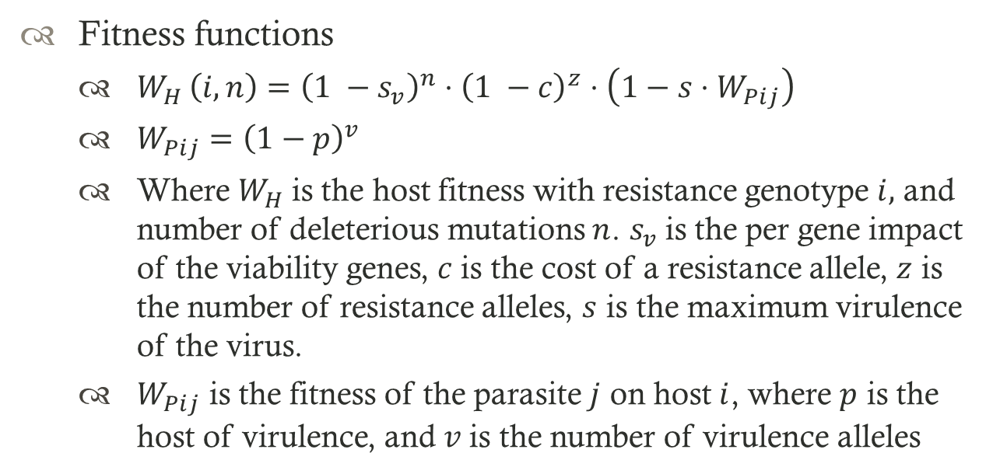 Fitness functions
W_H (i, n) = (1 − s_v)^n · (1 − c)^z · (1 − s · W_{Pij})
W_{Pij} = (1 − p)^v
Where W_H is the host fitness with resistance genotype i, and
number of deleterious mutations n. s_v is the per gene impact
of the viability genes, c is the cost of a resistance allele, z is
the number of resistance alleles, s is the maximum virulence
of the virus.
W_{Pij} is the fitness of the parasite j on host i, where p is the
host of virulence, and v is the number of virulence alleles